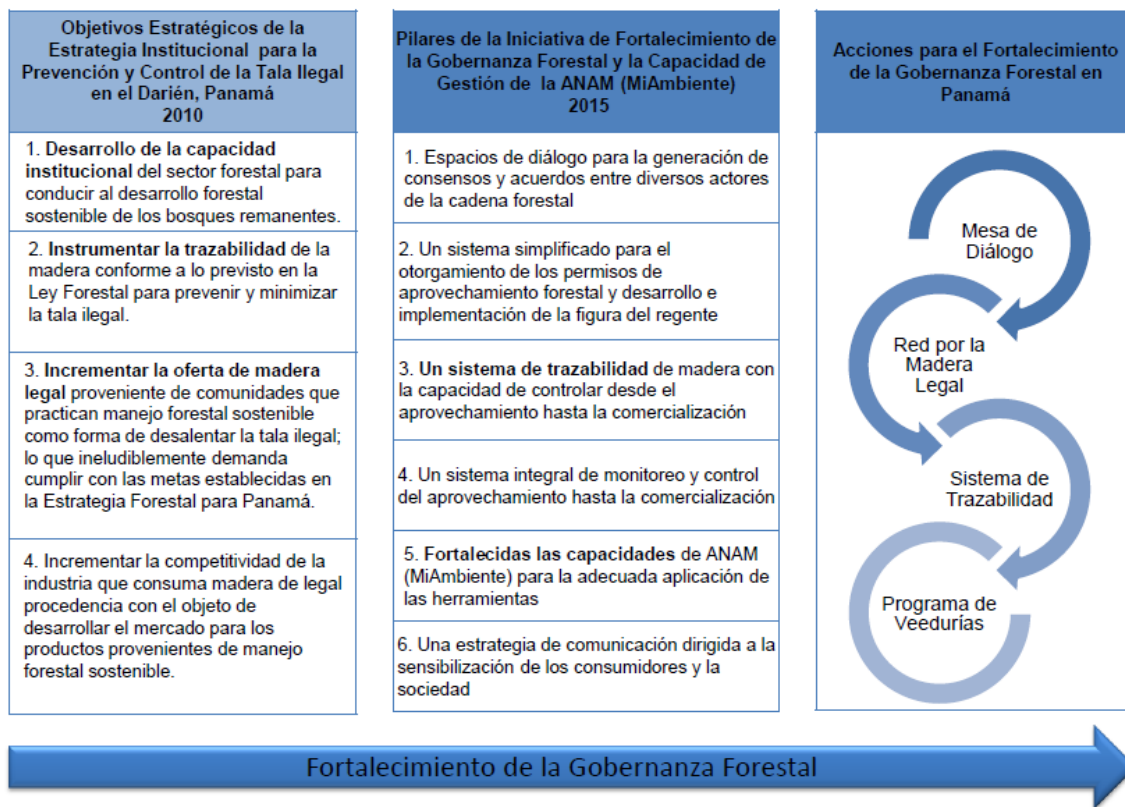 Objetivos Estratégicos de la
Estrategia Institucional para la
Prevención y Control de la Tala Ilegal
en el Darién, Panamá
2010
1. Desarrollo de la capacidad
institucional del sector forestal para
conducir al desarrollo forestal
sostenible de los bosques remanentes.
2. Instrumentar la trazabilidad de la
madera conforme a lo previsto en la
Ley Forestal para prevenir y minimizar
la tala ilegal.
3. Incrementar la oferta de madera
legal proveniente de comunidades que
practican manejo forestal sostenible
como forma de desalentar la tala ilegal;
lo que ineludiblemente demanda
cumplir con las metas establecidas en
la Estrategia Forestal para Panamá.
4. Incrementar la competitividad de la
industria que consuma madera de legal
procedencia con el objeto de
desarrollar el mercado para los
productos provenientes de manejo
forestal sostenible.
Pilares de la Iniciativa de Fortalecimiento de
la Gobernanza Forestal y la Capacidad de
Gestión de la ANAM (MiAmbiente)
2015
1. Espacios de diálogo para la generación de
consensos y acuerdos entre diversos actores
de la cadena forestal
2. Un sistema simplificado para el
otorgamiento de los permisos de
aprovechamiento forestal y desarrollo e
implementación de la figura del regente
3. Un sistema de trazabilidad de madera con
la capacidad de controlar desde el
aprovechamiento hasta la comercialización
4. Un sistema integral de monitoreo y control
del aprovechamiento hasta la comercialización
5. Fortalecidas las capacidades de ANAM
(MiAmbiente) para la adecuada aplicación de
las herramientas
6. Una estrategia de comunicación dirigida a la
sensibilización de los consumidores y la
sociedad
Acciones para el Fortalecimiento
de la Gobernanza Forestal en
Panamá
Mesa de
Diálogo
Red por la
Madera
Legal
Sistema de
Trazabilidad
Programa de
Veedurías
Fortalecimiento de la Gobernanza Forestal